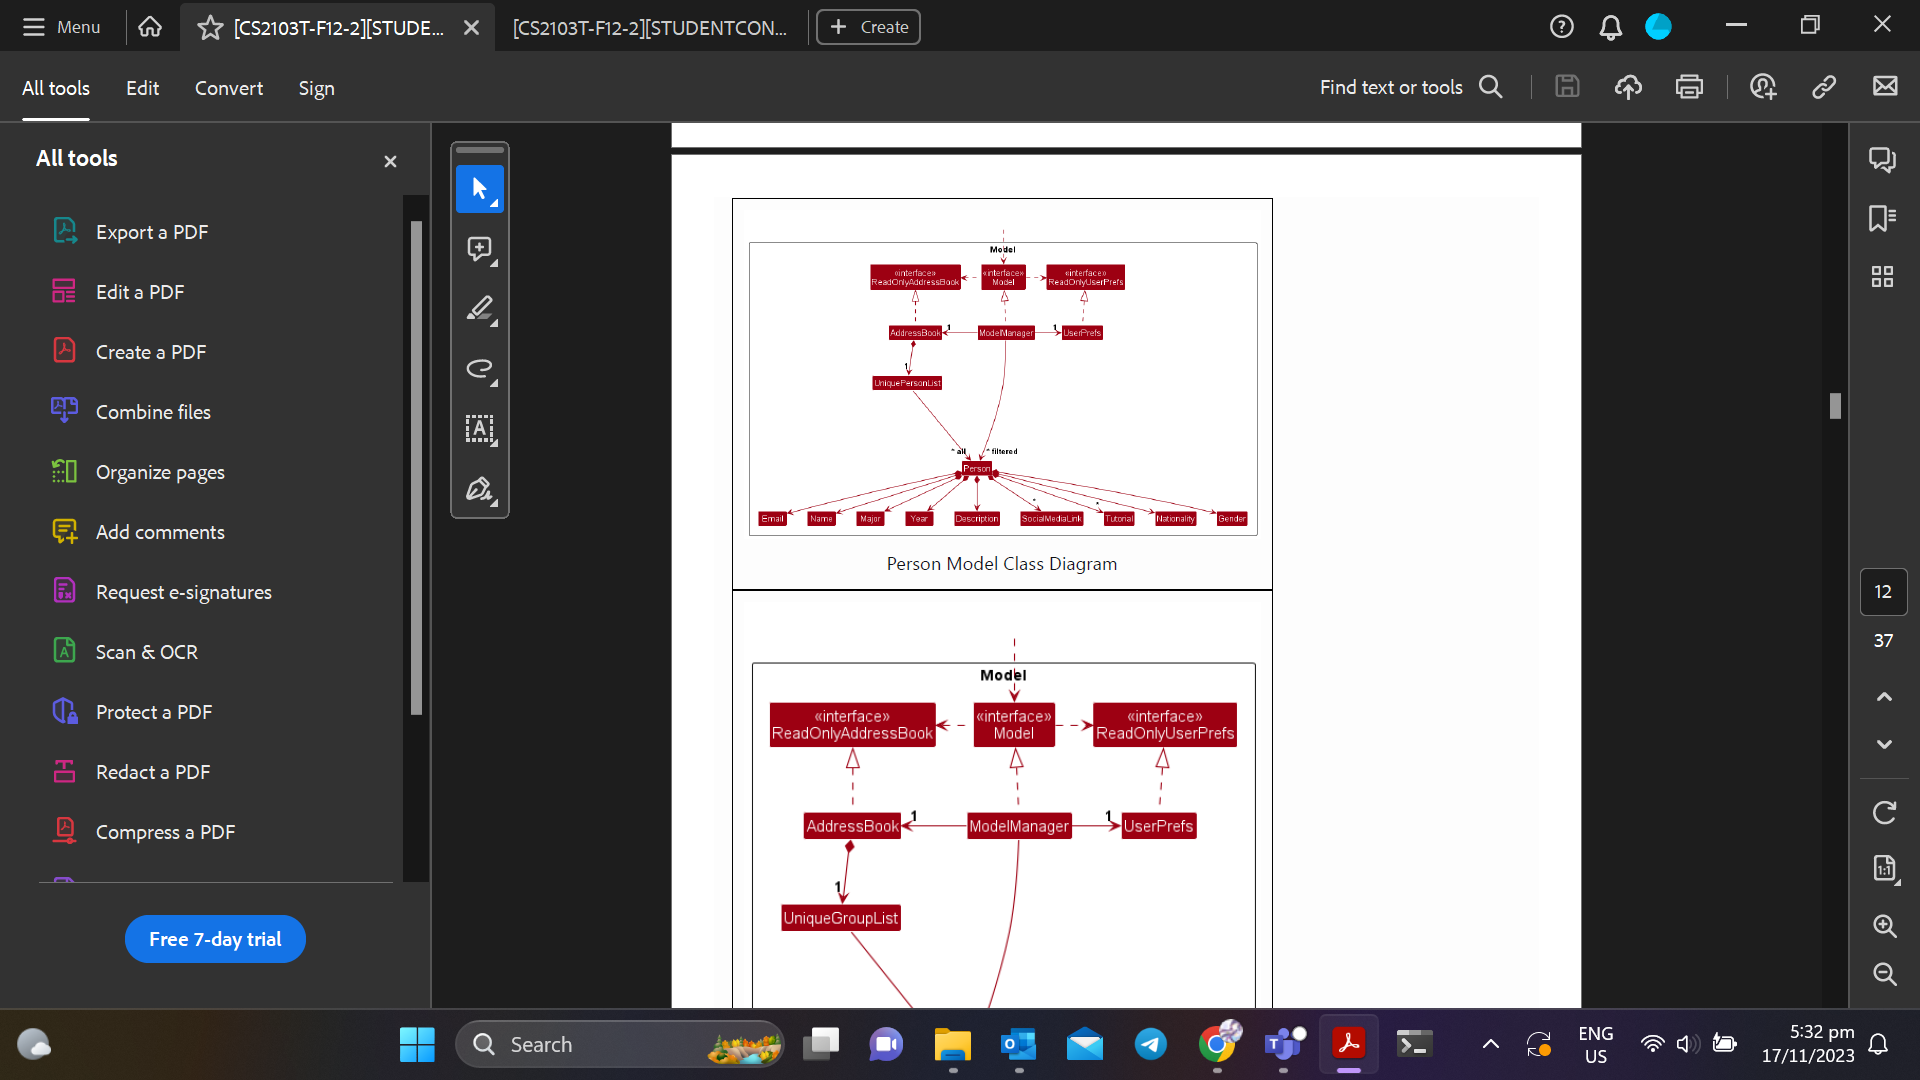 Menu
[CS2103T-F12-2][STUDE...
[CS2103T-F12-2][STUDENTCON...
Create
All tools
Edit
Convert
Sign
Find text or tools
All tools
Export a PDF
Edit a PDF
Create a PDF
Combine files
Organize pages
Add comments
Request e-signatures
Scan & OCR
Protect a PDF
Redact a PDF
Compress a PDF
Free 7-day trial
Model
«interface» «interface» «interface»
ReadOnlyAddressBook Model ReadOnlyUserPrefs
AddressBook 1 ModelManager 1 UserPrefs
1
UniquePersonList
* all * filtered
Person
* *
Email Name Major Year Description SocialMediaLink Tutorial Nationality Gender
Person Model Class Diagram
Model
«interface» «interface» «interface»
ReadOnlyAddressBook Model ReadOnlyUserPrefs
AddressBook 1 ModelManager 1 UserPrefs
1
UniqueGroupList
12
37
1:1
Search
ENG
US
5:32 pm
17/11/2023